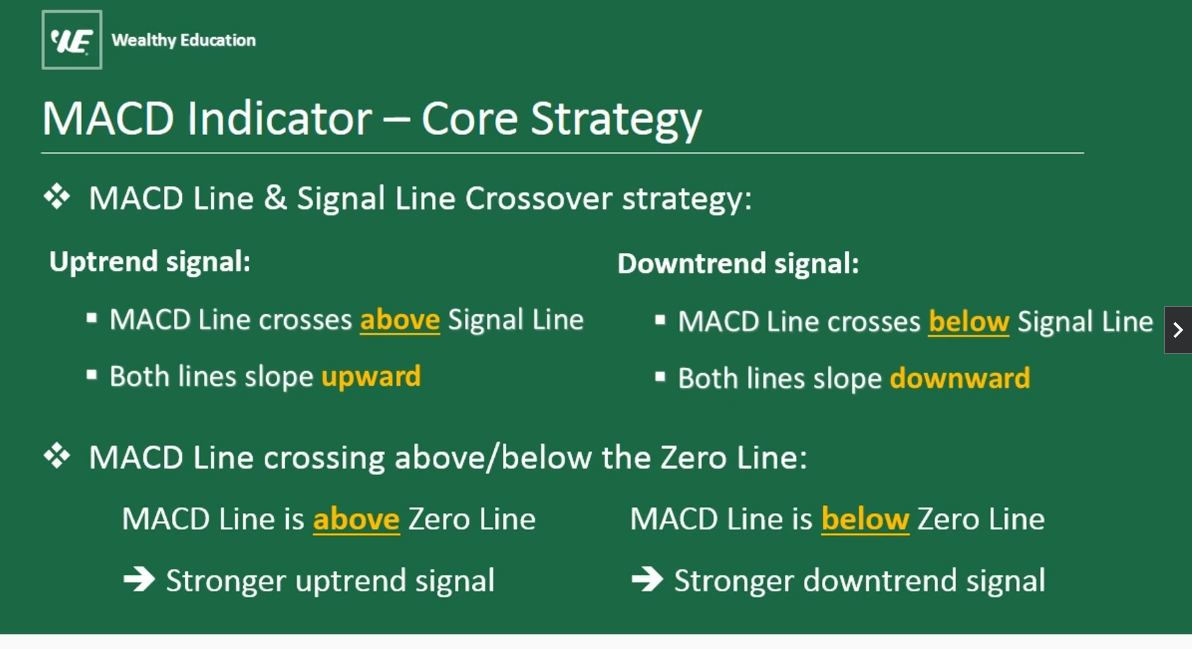 WE
Wealthy Education
MACD Indicator – Core Strategy
❖ MACD Line & Signal Line Crossover strategy:
Uptrend signal:
▪ MACD Line crosses above Signal Line
▪ Both lines slope upward
Downtrend signal:
▪ MACD Line crosses below Signal Line
▪ Both lines slope downward
❖ MACD Line crossing above/below the Zero Line:
MACD Line is above Zero Line
➔ Stronger uptrend signal
MACD Line is below Zero Line
➔ Stronger downtrend signal